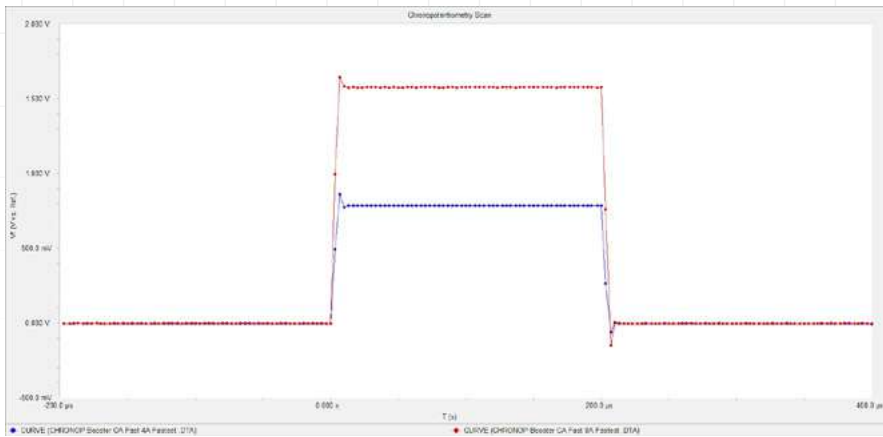 Chronopotentiometry Scan
2.000 V
1.500 V
1.000 V
500.0 mV
0.000 V
-500.0 mV
Vf (V vs. Ref.)
-200.0 µs
0.000 s
200.0 µs
400.0 µs
T (s)
CURVE (CHRONOP Booster CA Fast 4A Fastest .DTA)
CURVE (CHRONOP Booster CA Fast 8A Fastest .DTA)